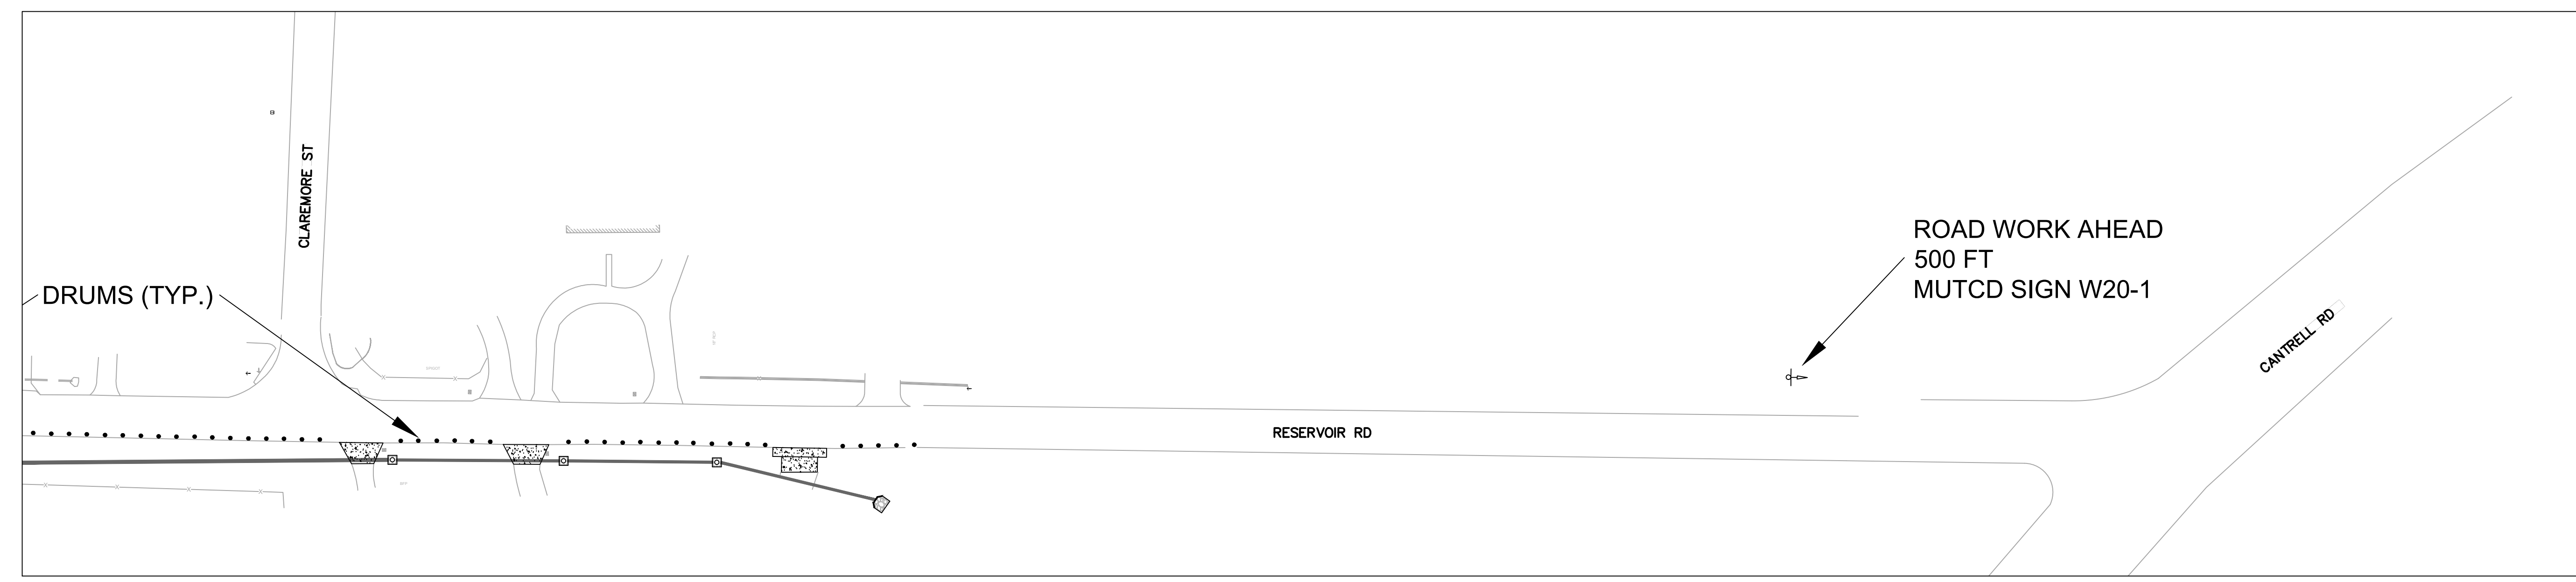 CLAREMORE ST
DRUMS (TYP.)
ROAD WORK AHEAD
500 FT
MUTCD SIGN W20-1
CANTRELL RD
RESERVOIR RD